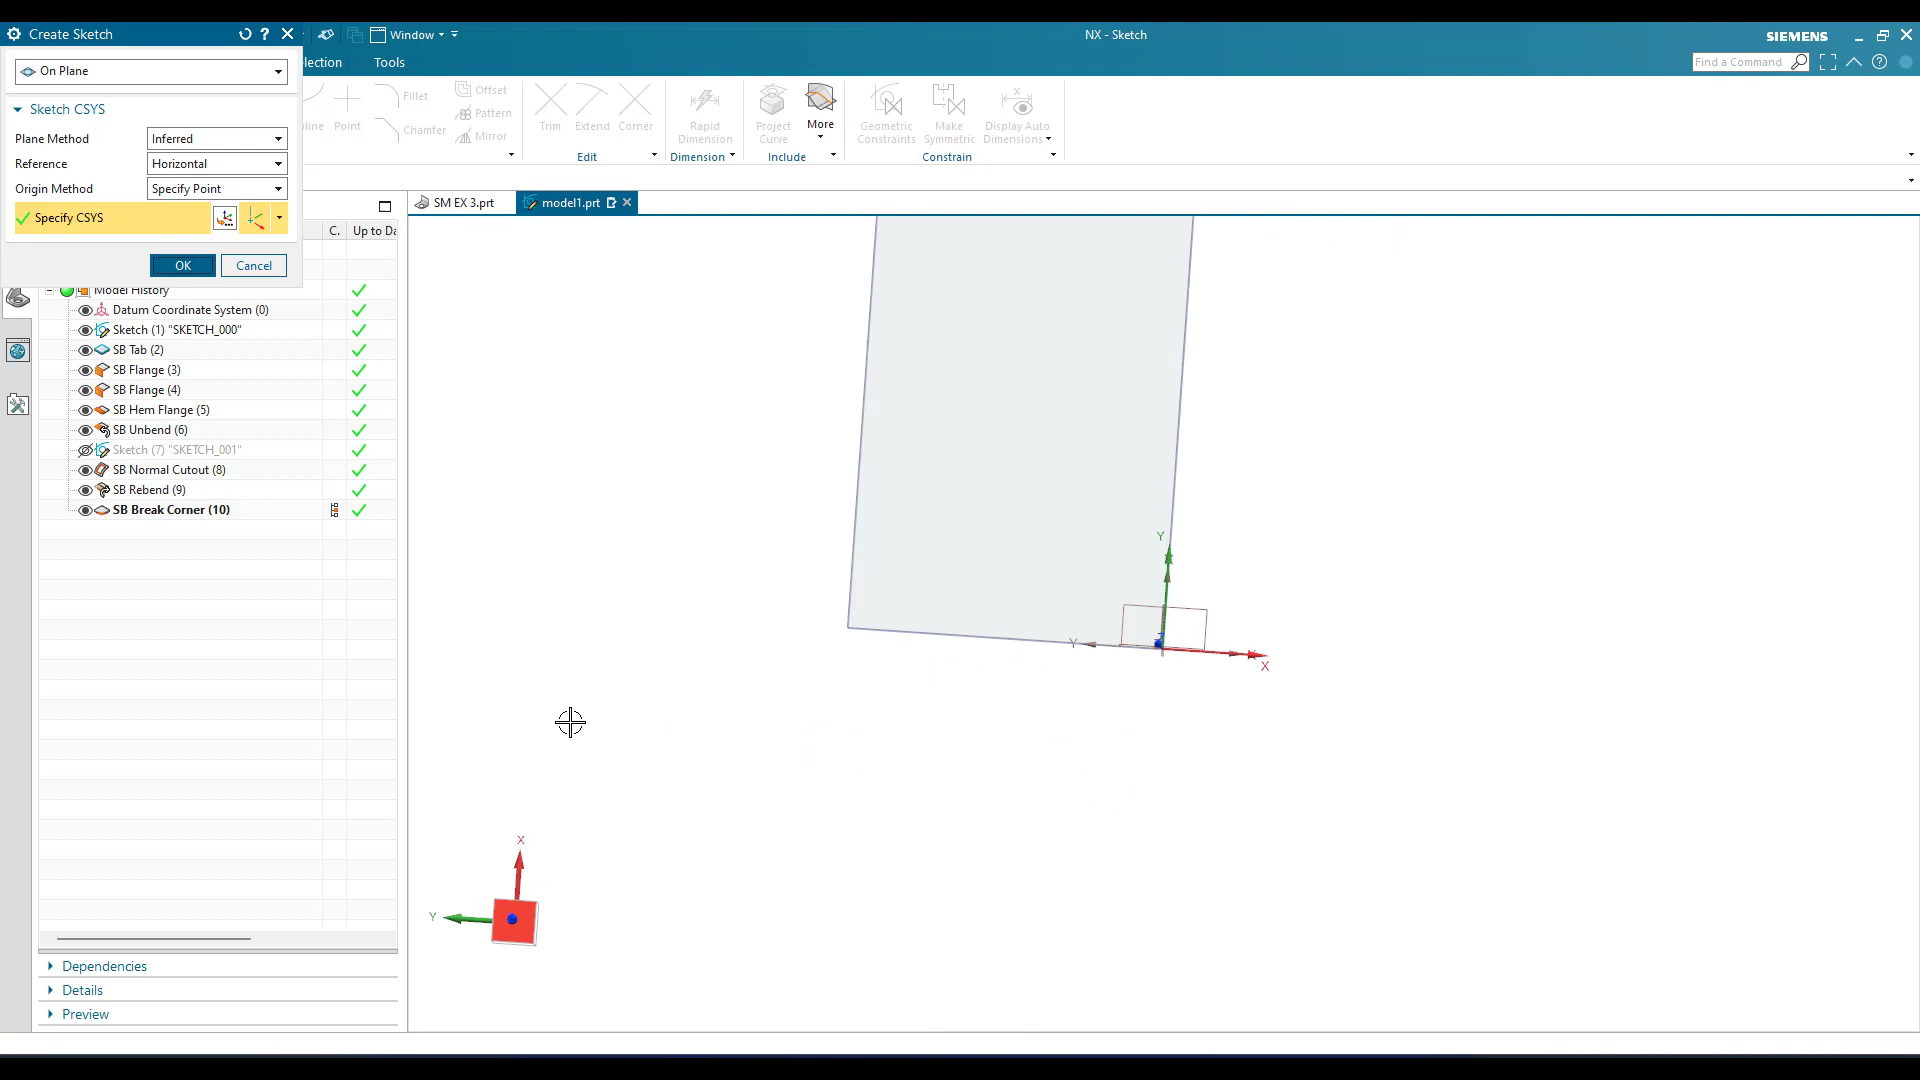 Create Sketch
?
Window
NX - Sketch
SIEMENS
On Plane
lection
Tools
Find a Command
Sketch CSYS
Plane Method
Inferred
Reference
Horizontal
Origin Method
Specify Point
Specify CSYS
OK
Cancel
Point
Fillet
Chamfer
Offset
Pattern
Mirror
Trim
Extend
Corner
Edit
Rapid
Dimension
Dimension
Project
Curve
More
Include
Geometric
Constraints
Make
Symmetric
Display Auto
Dimensions
Constrain
SM EX 3.prt
model1.prt
C.
Up to Da
Model History
Datum Coordinate System (0)
Sketch (1) "SKETCH_000"
SB Tab (2)
SB Flange (3)
SB Flange (4)
SB Hem Flange (5)
SB Unbend (6)
Sketch (7) "SKETCH_001"
SB Normal Cutout (8)
SB Rebend (9)
SB Break Corner (10)
Y
Y
X
X
Y
Dependencies
Details
Preview